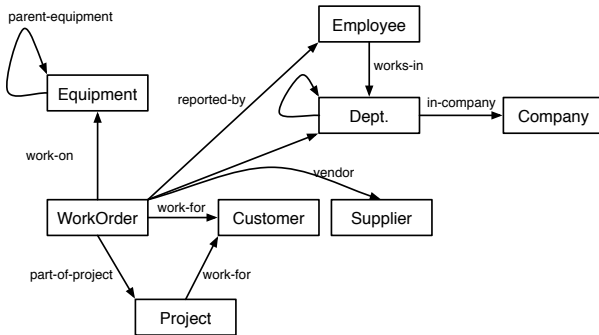 parent-equipment
Employee
works-in
Equipment
reported-by
Dept.
in-company
Company
work-on
vendor
WorkOrder
work-for
Customer
Supplier
part-of-project
work-for
Project